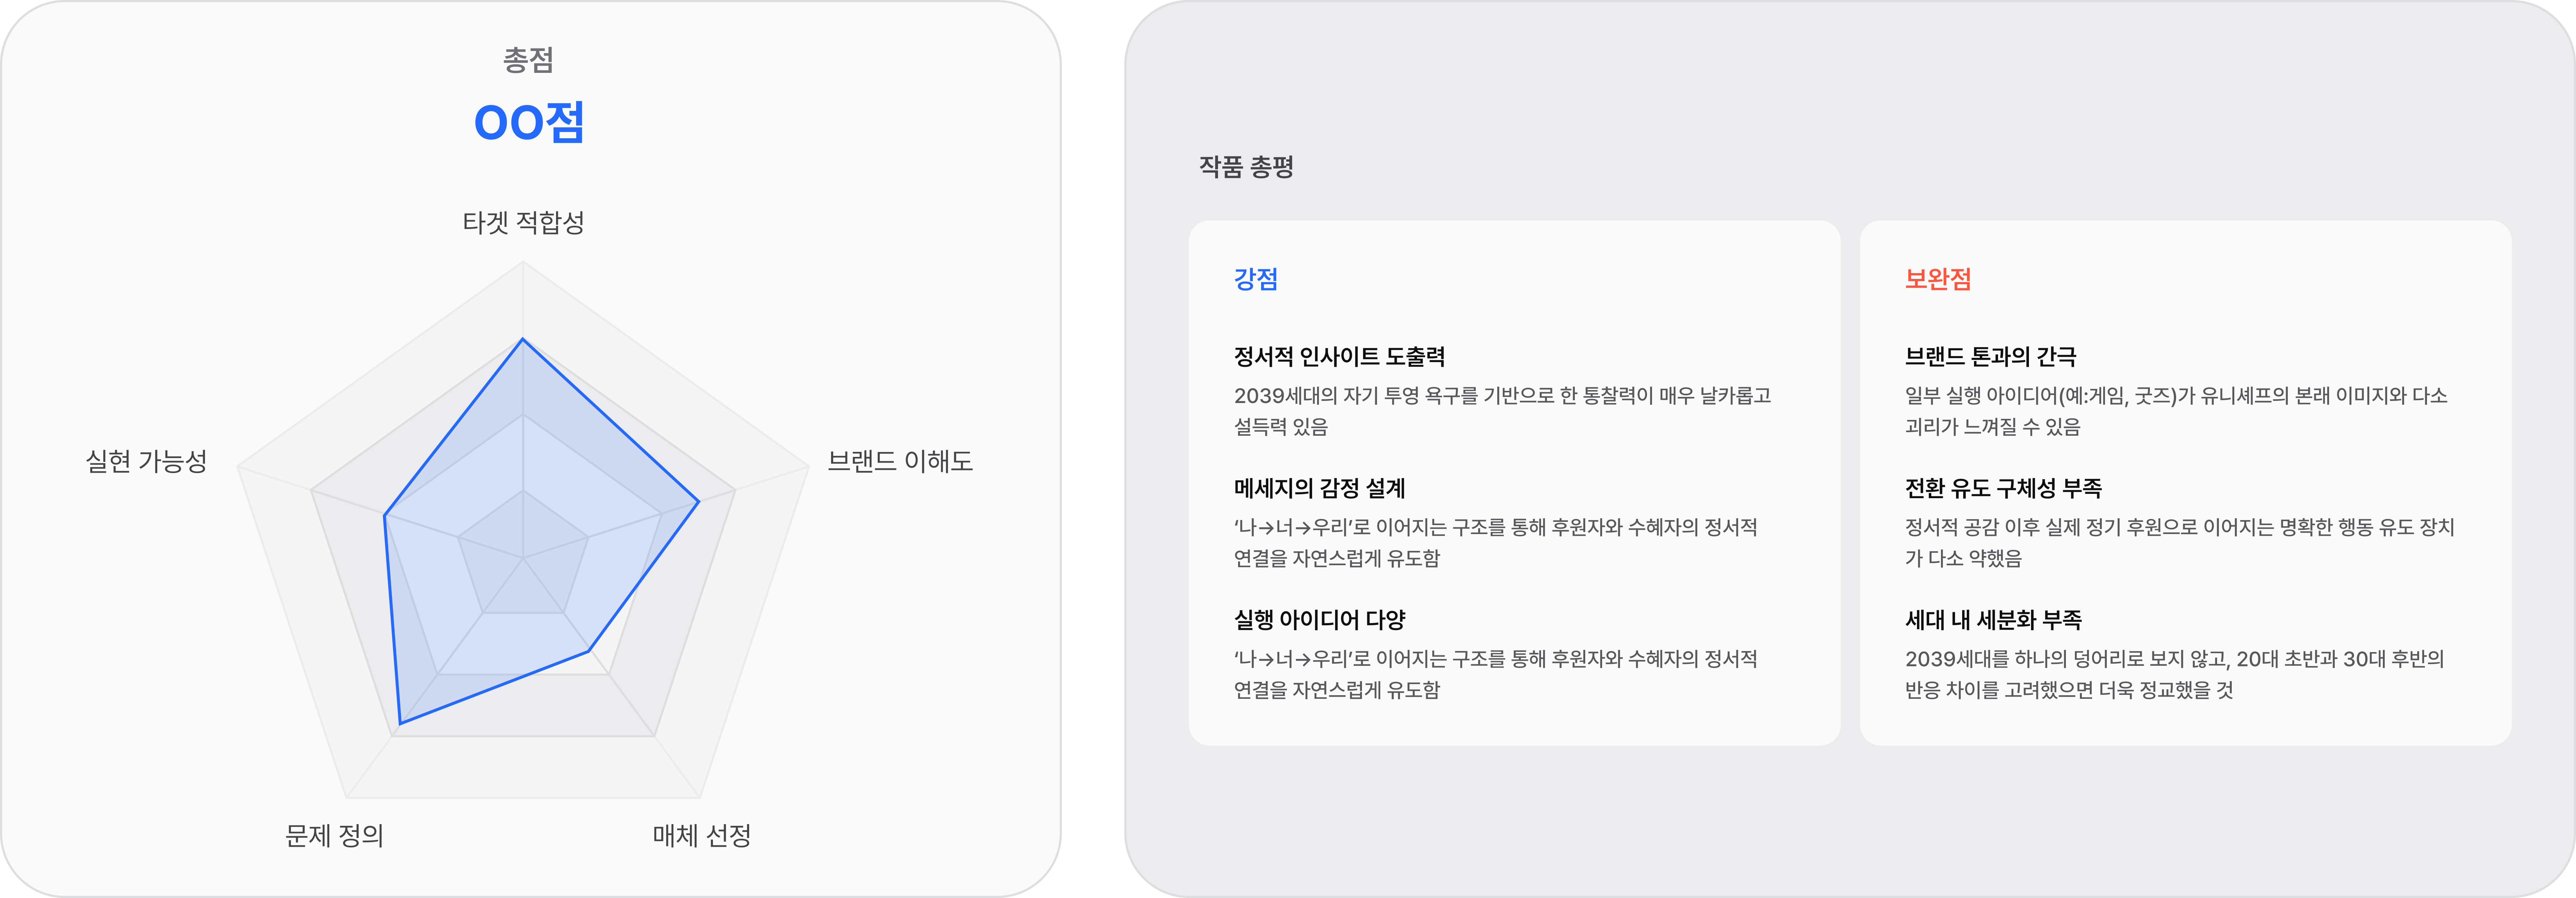 총점
OO점
타겟 적합성
실현 가능성
브랜드 이해도
문제 정의
매체 선정
작품 총평
강점
정서적 인사이트 도출력
2039세대의 자기 투영 욕구를 기반으로 한 통찰력이 매우 날카롭고
설득력 있음
메세지의 감정 설계
‘나→너→우리’로 이어지는 구조를 통해 후원자와 수혜자의 정서적
연결을 자연스럽게 유도함
실행 아이디어 다양
‘나→너→우리’로 이어지는 구조를 통해 후원자와 수혜자의 정서적
연결을 자연스럽게 유도함
보완점
브랜드 톤과의 간극
일부 실행 아이디어(예:게임, 굿즈)가 유니셰프의 본래 이미지와 다소
괴리가 느껴질 수 있음
전환 유도 구체성 부족
정서적 공감 이후 실제 정기 후원으로 이어지는 명확한 행동 유도 장치
가 다소 약했음
세대 내 세분화 부족
2039세대를 하나의 덩어리로 보지 않고, 20대 초반과 30대 후반의
반응 차이를 고려했으면 더욱 정교했을 것